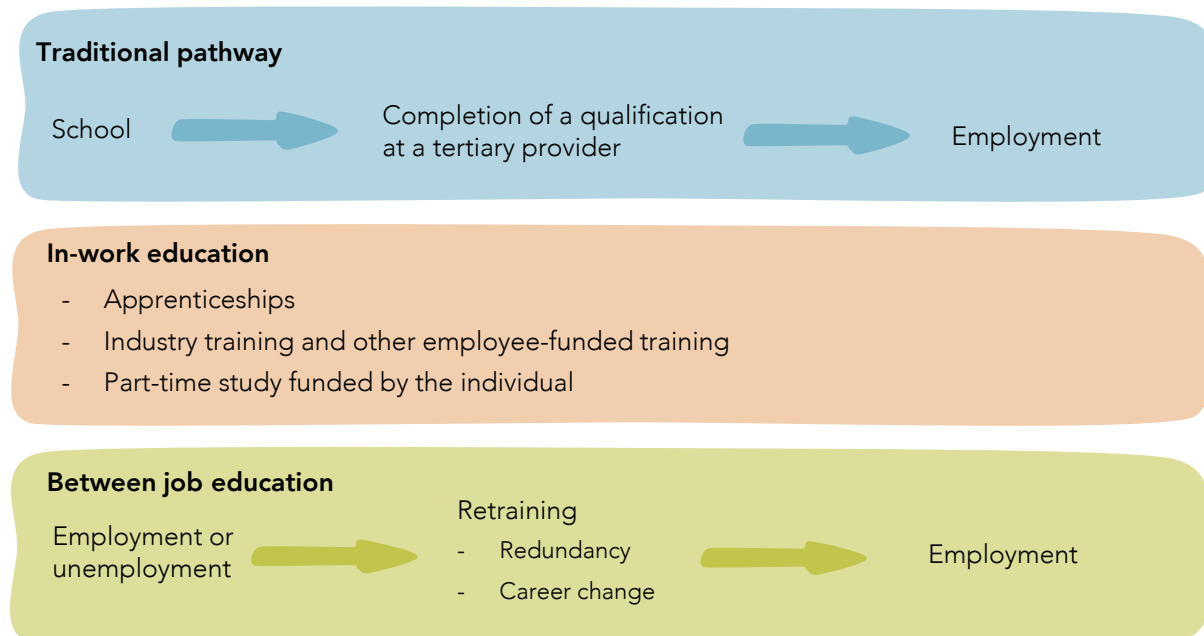 Traditional pathway
School
Completion of a qualification
at a tertiary provider
Employment
In-work education
- Apprenticeships
- Industry training and other employee-funded training
- Part-time study funded by the individual
Between job education
Employment or
unemployment
Retraining
- Redundancy
- Career change
Employment